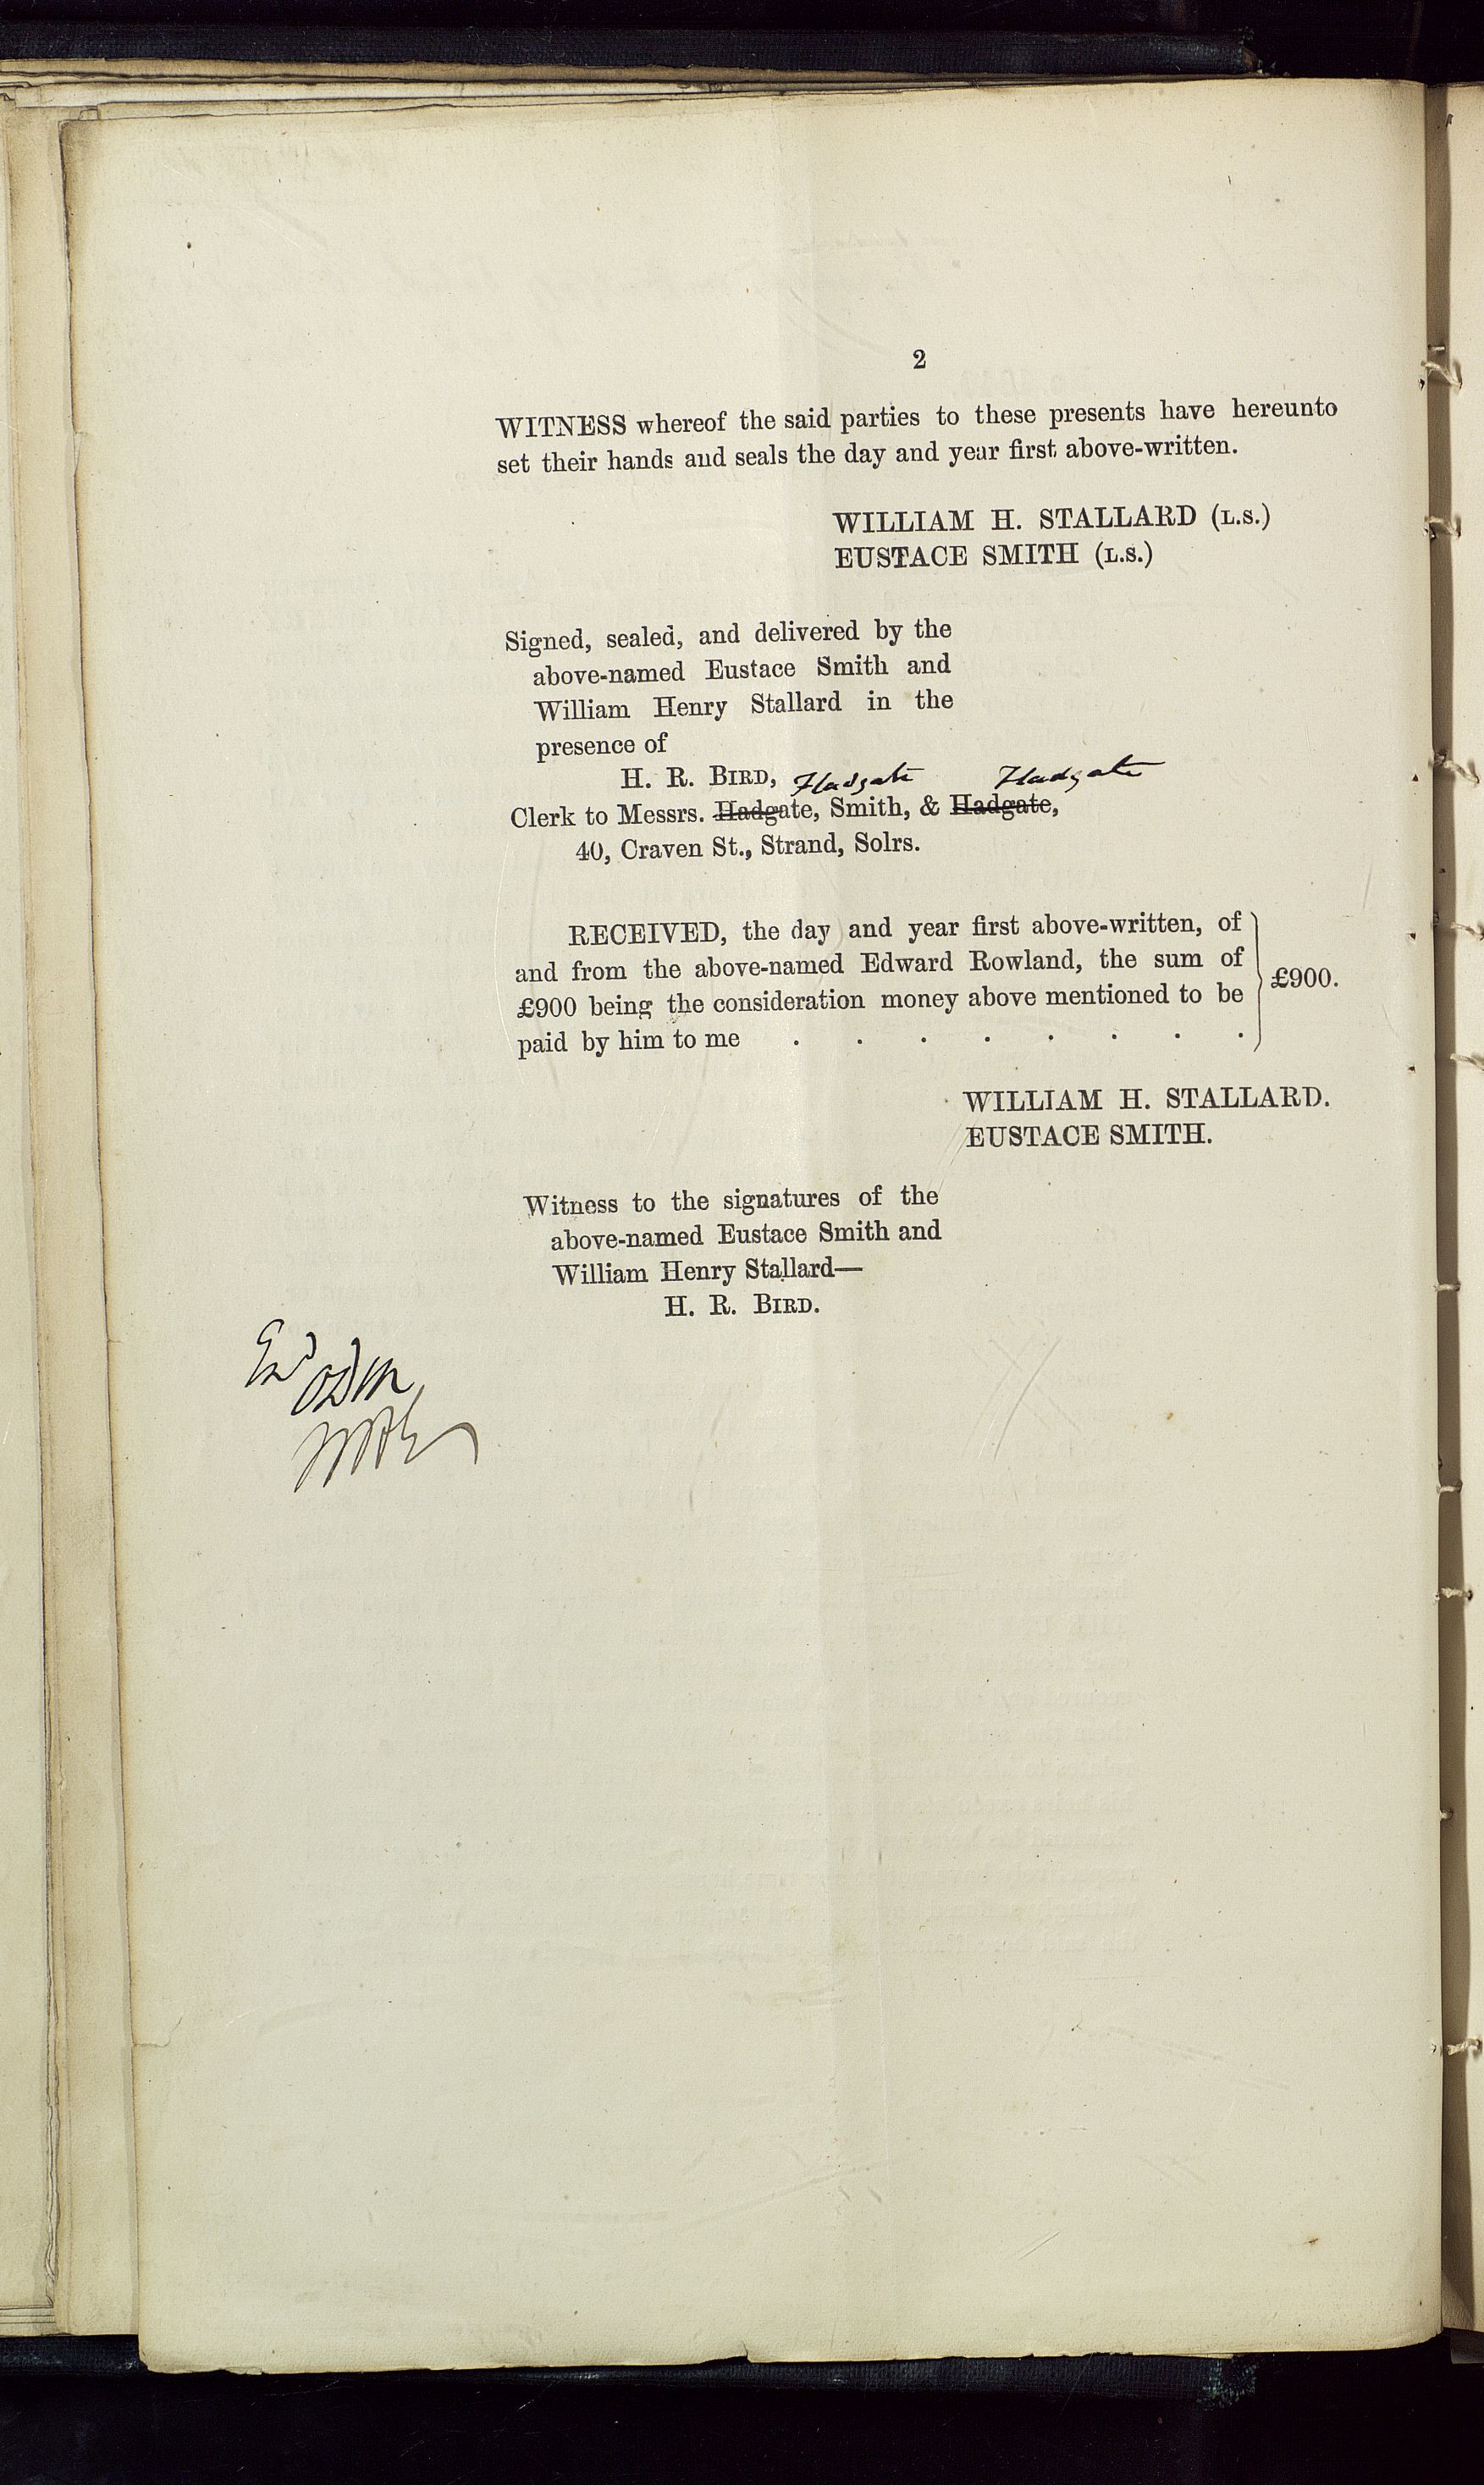 2
WITNESS whereof the said parties to these presents have hereunto
set their hands and seals the day and year first above-written.
WILLIAM H. STALLARD (L.S.)
EUSTACE SMITH (L.S.)
Signed, sealed, and delivered by the
above-named Eustace Smith and
William Henry Stallard in the
presence of
H. R. BIRD, Hadgate Hadgate
Clerk to Messrs. Hadgate, Smith, & Hadgate,
40, Craven St., Strand, Solrs.
RECEIVED, the day and year first above-written, of
and from the above-named Edward Rowland, the sum of
£900 being the consideration money above mentioned to be
paid by him to me . . . . . . . .
£900.
WILLIAM H. STALLARD.
EUSTACE SMITH.
Witness to the signatures of the
above-named Eustace Smith and
William Henry Stallard—
H. R. BIRD.